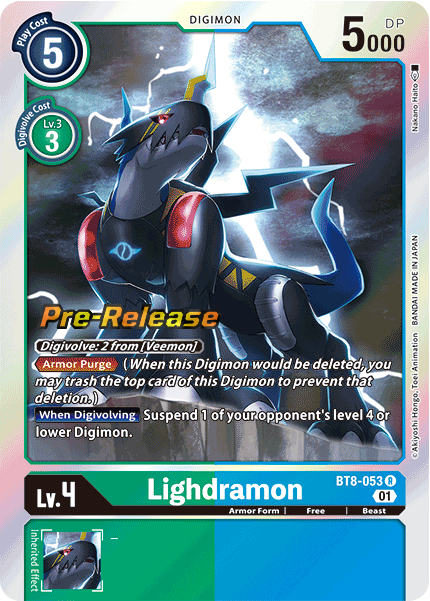 Play Cost
5
DIGIMON
DP
5000
Digivolve Cost
Lv.3
3
Nakano Haito
©Akiyoshi Hongo, Toei Animation BANDAI MADE IN JAPAN
Pre-Release
Digivolve: 2 from [Veemon]
Armor Purge (When this Digimon would be deleted, you
may trash the top card of this Digimon to prevent that
deletion.)
When Digivolving Suspend 1 of your opponent's level 4 or
lower Digimon.
Lv.4
Lighdramon
BT8-053 R
01
Armor Form | Free | Beast
Inherited Effect
–